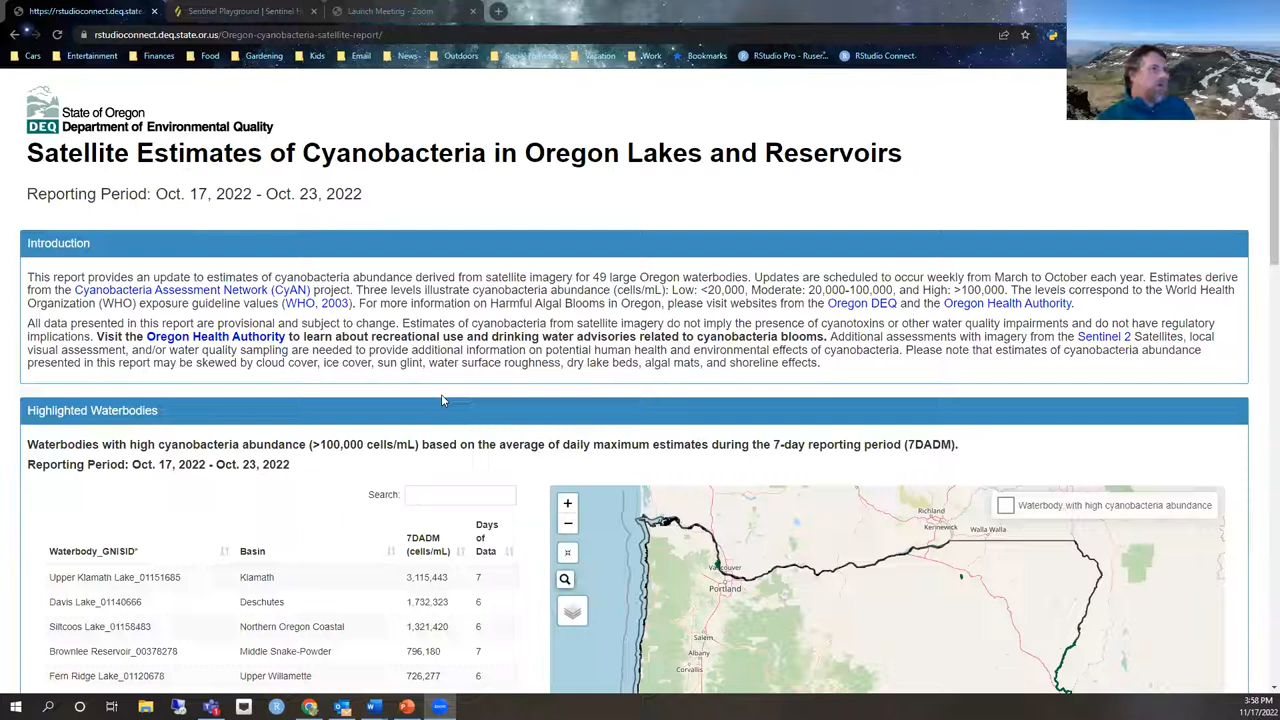 https://rstudioconnect.deq.state
Sentinel Playground | Sentinel H
Launch Meeting - Zoom
rstudioconnect.deq.state.or.us/Oregon-cyanobacteria-satellite-report/
Cars
Entertainment
Finances
Food
Gardening
Kids
Email
News
Outdoors
Vacation
Work
Bookmarks
RStudio Pro - Ruser...
RStudio Connect
State of Oregon
DEQ Department of Environmental Quality
Satellite Estimates of Cyanobacteria in Oregon Lakes and Reservoirs
Reporting Period: Oct. 17, 2022 - Oct. 23, 2022
Introduction
This report provides an update to estimates of cyanobacteria abundance derived from satellite imagery for 49 large Oregon waterbodies. Updates are scheduled to occur weekly from March to October each year. Estimates derive
from Cyanobacteria Assessment Network (CyAN) project. Three levels illustrate cyanobacteria abundance (cells/mL): Low: <20,000, Moderate: 20,000-100,000, and High: >100,000. The levels correspond to the World Health
Organization (WHO) exposure guideline values (WHO, 2003). For more information on Harmful Algal Blooms in Oregon, please visit websites from the Oregon DEQ and the Oregon Health Authority.
All data presented in this report are provisional and subject to change. Estimates of cyanobacteria from satellite imagery do not imply the presence of cyanotoxins or other water quality impairments and do not have regulatory
implications. Visit the Oregon Health Authority to learn about recreational use and drinking water advisories related to cyanobacteria blooms. Additional assessments with imagery from the Sentinel 2 Satellites, local
visual assessment, and/or water quality sampling are needed to provide additional information on potential human health and environmental effects of cyanobacteria. Please note that estimates of cyanobacteria abundance
presented in this report may be skewed by cloud cover, ice cover, sun glint, water surface roughness, dry lake beds, algal mats, and shoreline effects.
Highlighted Waterbodies
Waterbodies with high cyanobacteria abundance (>100,000 cells/mL) based on the average of daily maximum estimates during the 7-day reporting period (7DADM).
Reporting Period: Oct. 17, 2022 - Oct. 23, 2022
Search:
Waterbody_GNISID* Basin 7DADM (cells/mL) Days of Data
Upper Klamath Lake_01151685 Klamath 3,115,443 7
Davis Lake_01140666 Deschutes 1,732,323 6
Siltcoos Lake_01158483 Northern Oregon Coastal 1,321,420 6
Brownlee Reservoir_00378278 Middle Snake-Powder 796,180 7
Fern Ridge Lake_01120678 Upper Willamette 726,277 6
+
−
Waterbody with high cyanobacteria abundance
Richland
Kennewick
Walla Walla
Vancouver
Portland
Salem
Albany
Corvallis
3:58 PM
11/17/2022